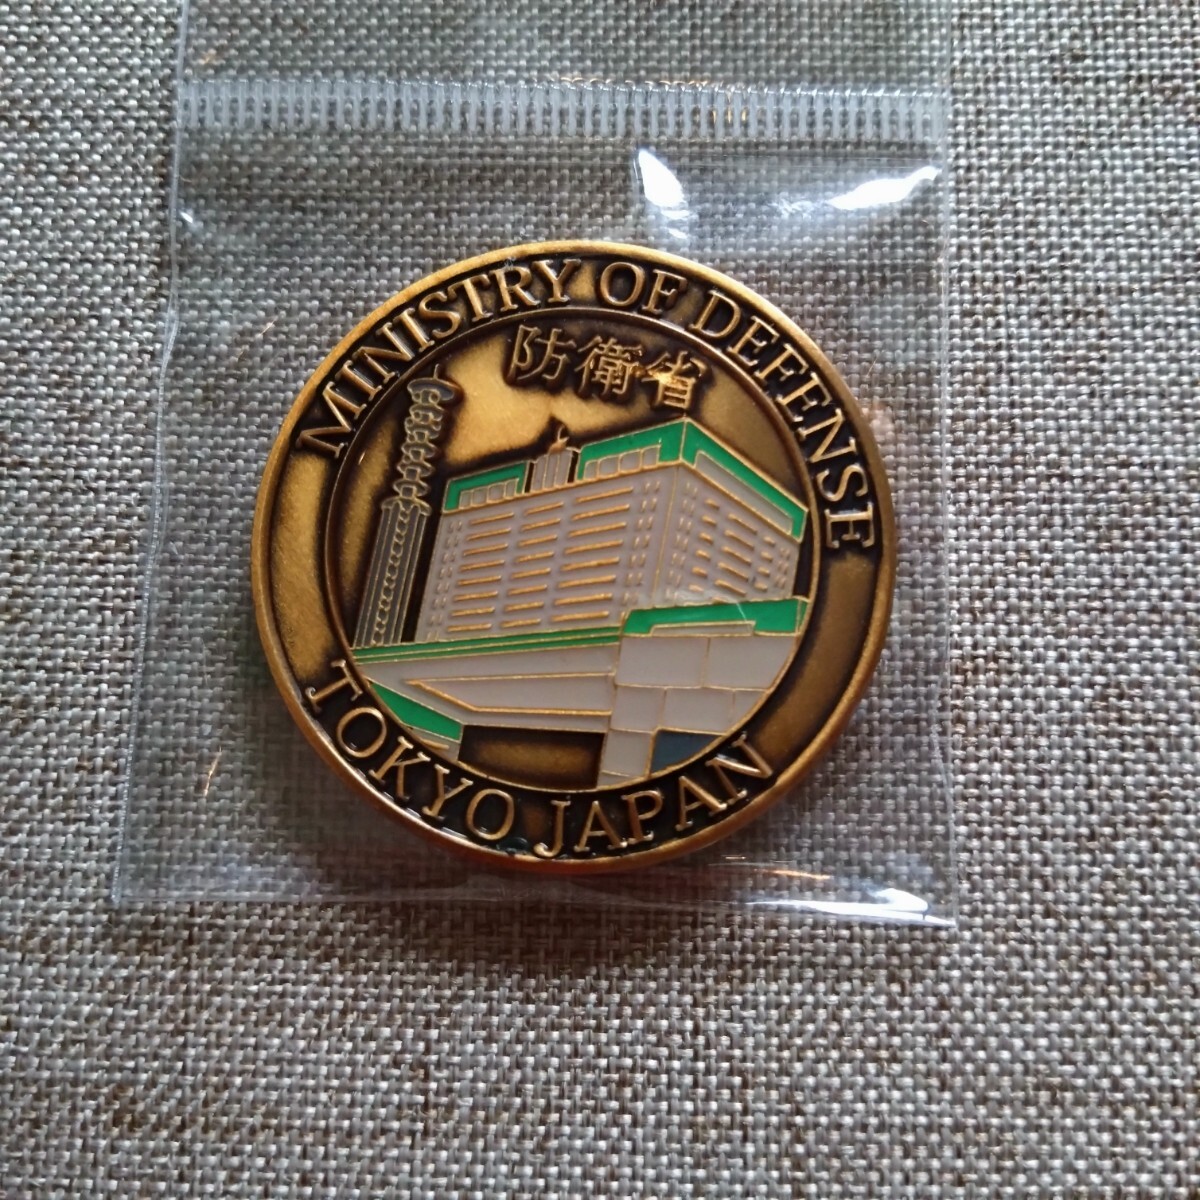 MINISTRY OF DEFENSE
防衛省
TOKYO JAPAN